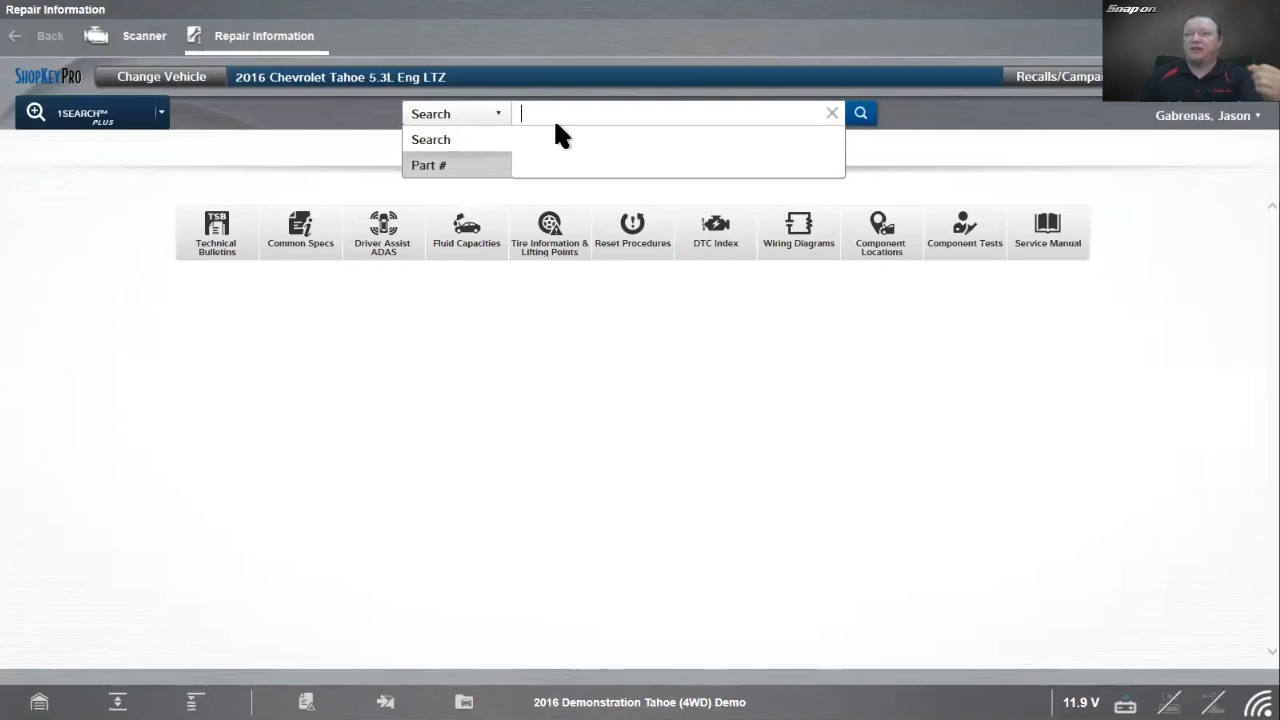 Repair Information
Snap-on
Back
Scanner
Repair Information
SHOPKEYPRO
Change Vehicle
2016 Chevrolet Tahoe 5.3L Eng LTZ
Recalls/Campa
1SEARCH™
PLUS
Search
Gabrenas, Jason
Search
Part #
TSB
Technical
Bulletins
Common Specs
Driver Assist
ADAS
Fluid Capacities
Tire Information &
Lifting Points
Reset Procedures
DTC Index
Wiring Diagrams
Component
Locations
Component Tests
Service Manual
2016 Demonstration Tahoe (4WD) Demo
11.9 V